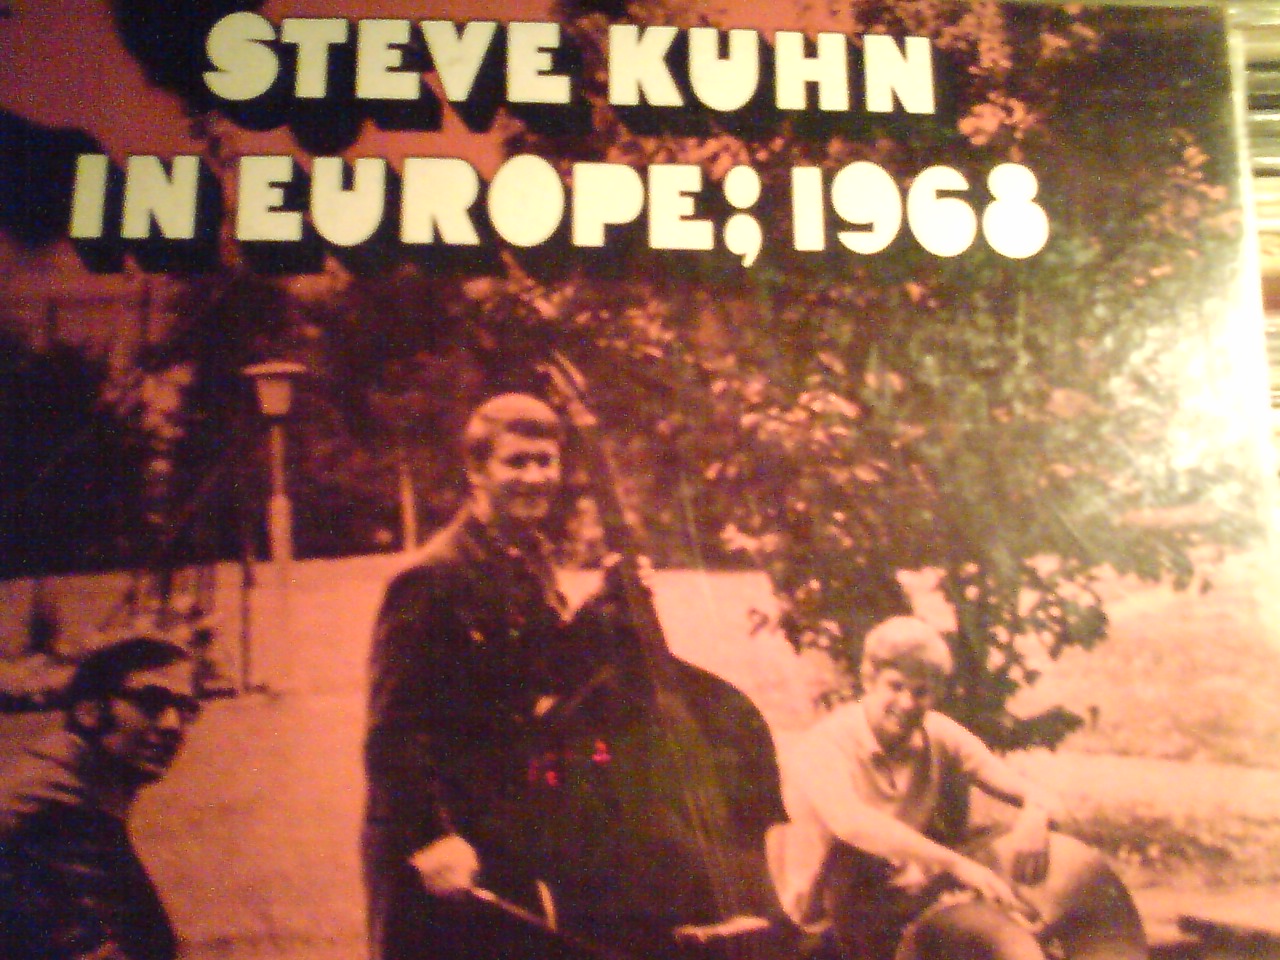 STEVE KUHN
IN EUROPE; 1968